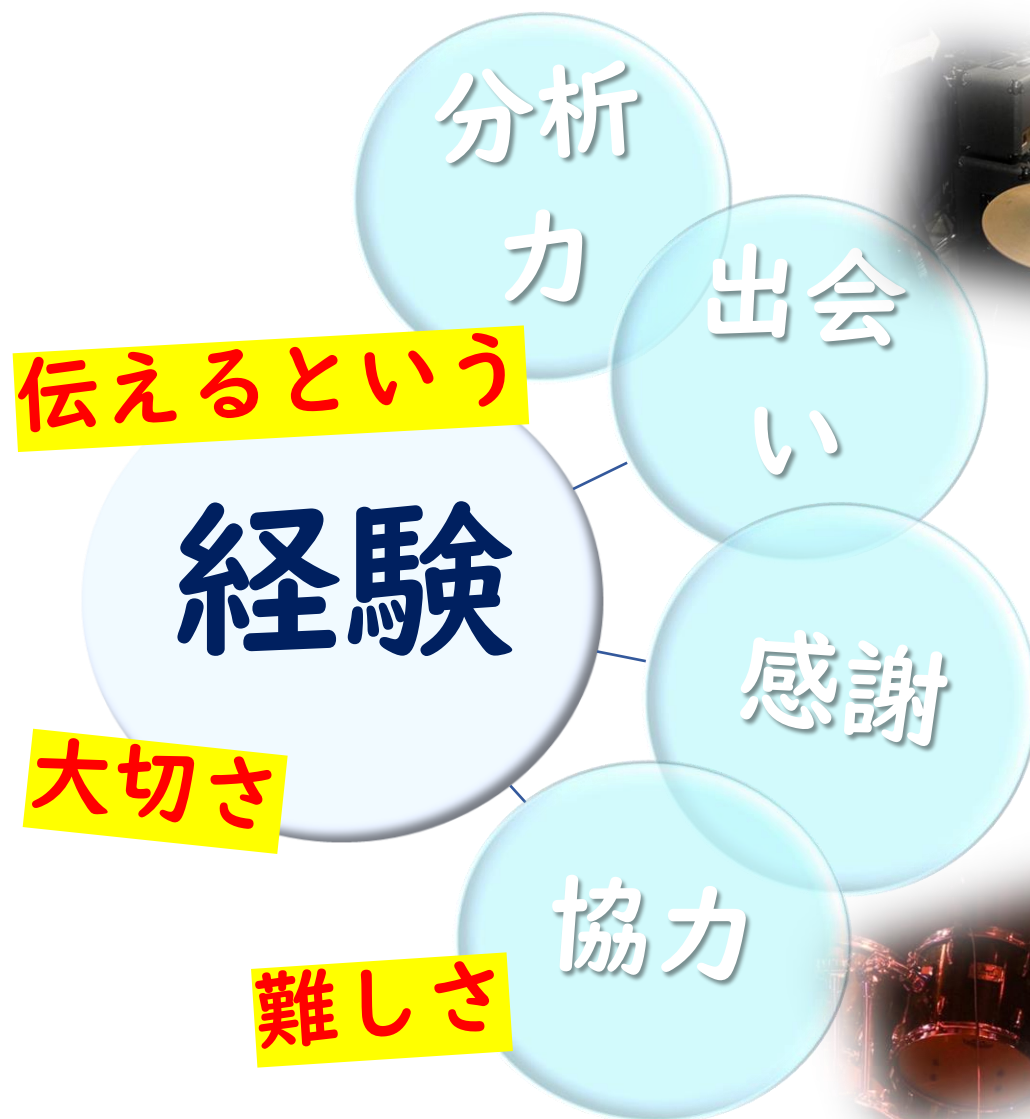 分析
力
出会
い
伝えるという
経験
感謝
大切さ
協力
難しさ